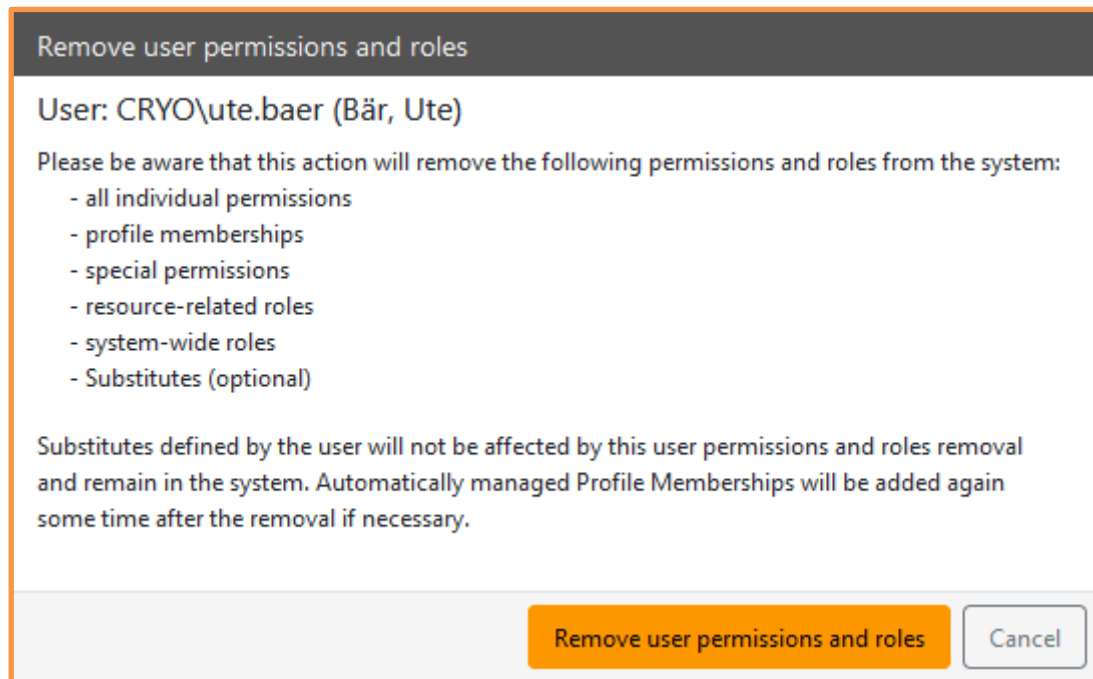 Remove user permissions and roles
User: CRYO\ute.baer (Bär, Ute)
Please be aware that this action will remove the following permissions and roles from the system:
- all individual permissions
- profile memberships
- special permissions
- resource-related roles
- system-wide roles
- Substitutes (optional)
Substitutes defined by the user will not be affected by this user permissions and roles removal
and remain in the system. Automatically managed Profile Memberships will be added again
some time after the removal if necessary.
Remove user permissions and roles
Cancel